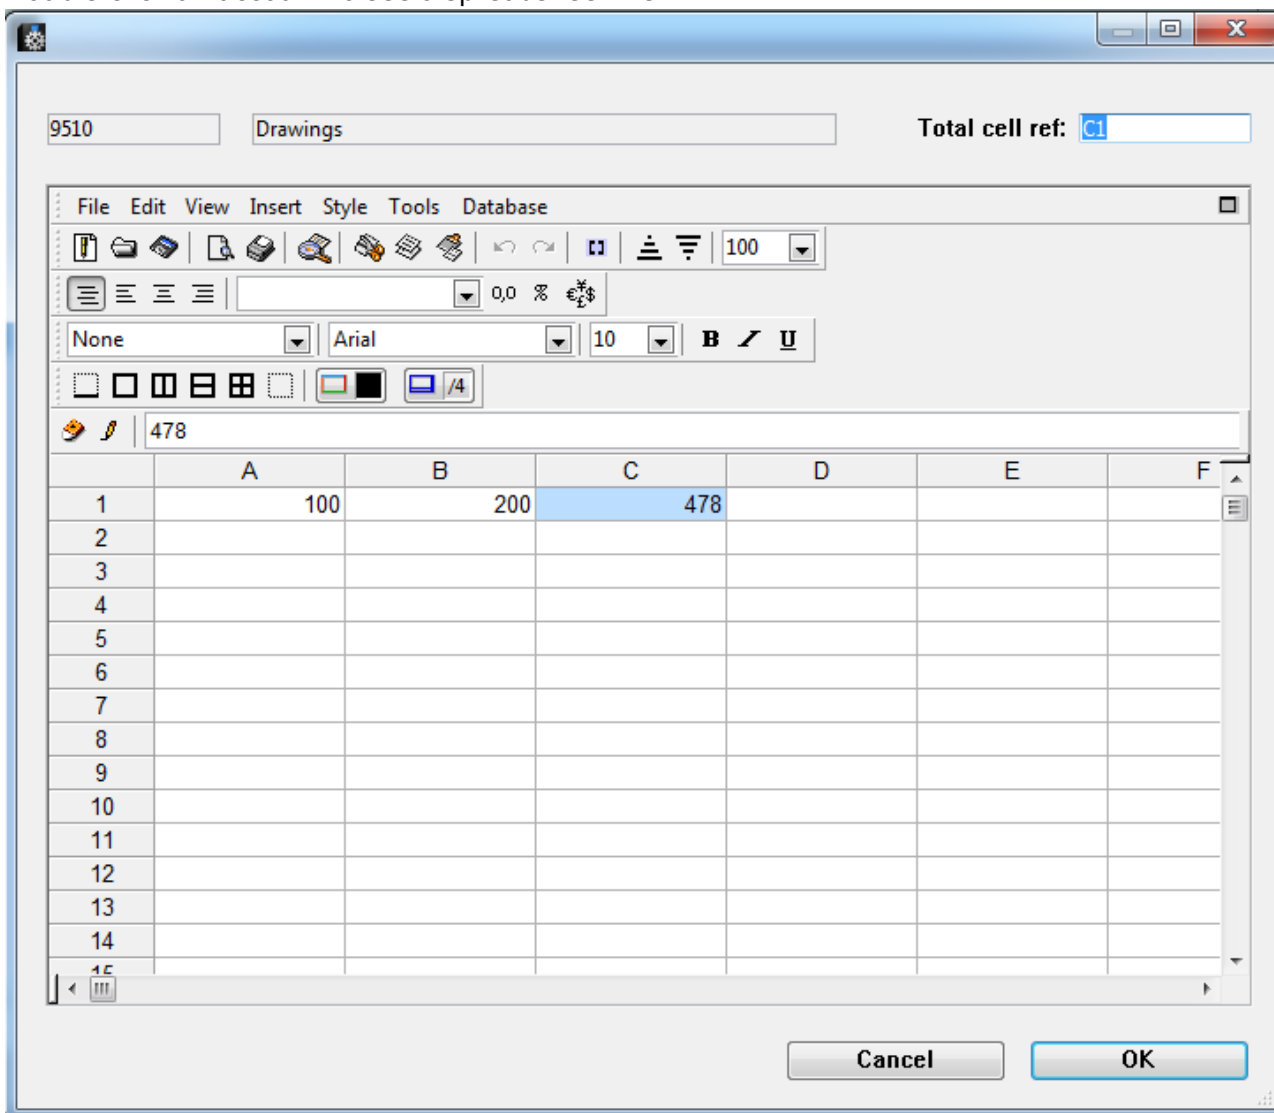 9510 Drawings Total cell ref: C1
File Edit View Insert Style Tools Database
100
0,0 % €¥£$
None Arial 10 B I U
/4
478
A B C D E F
1 100 200 478
2
3
4
5
6
7
8
9
10
11
12
13
14
15
Cancel OK